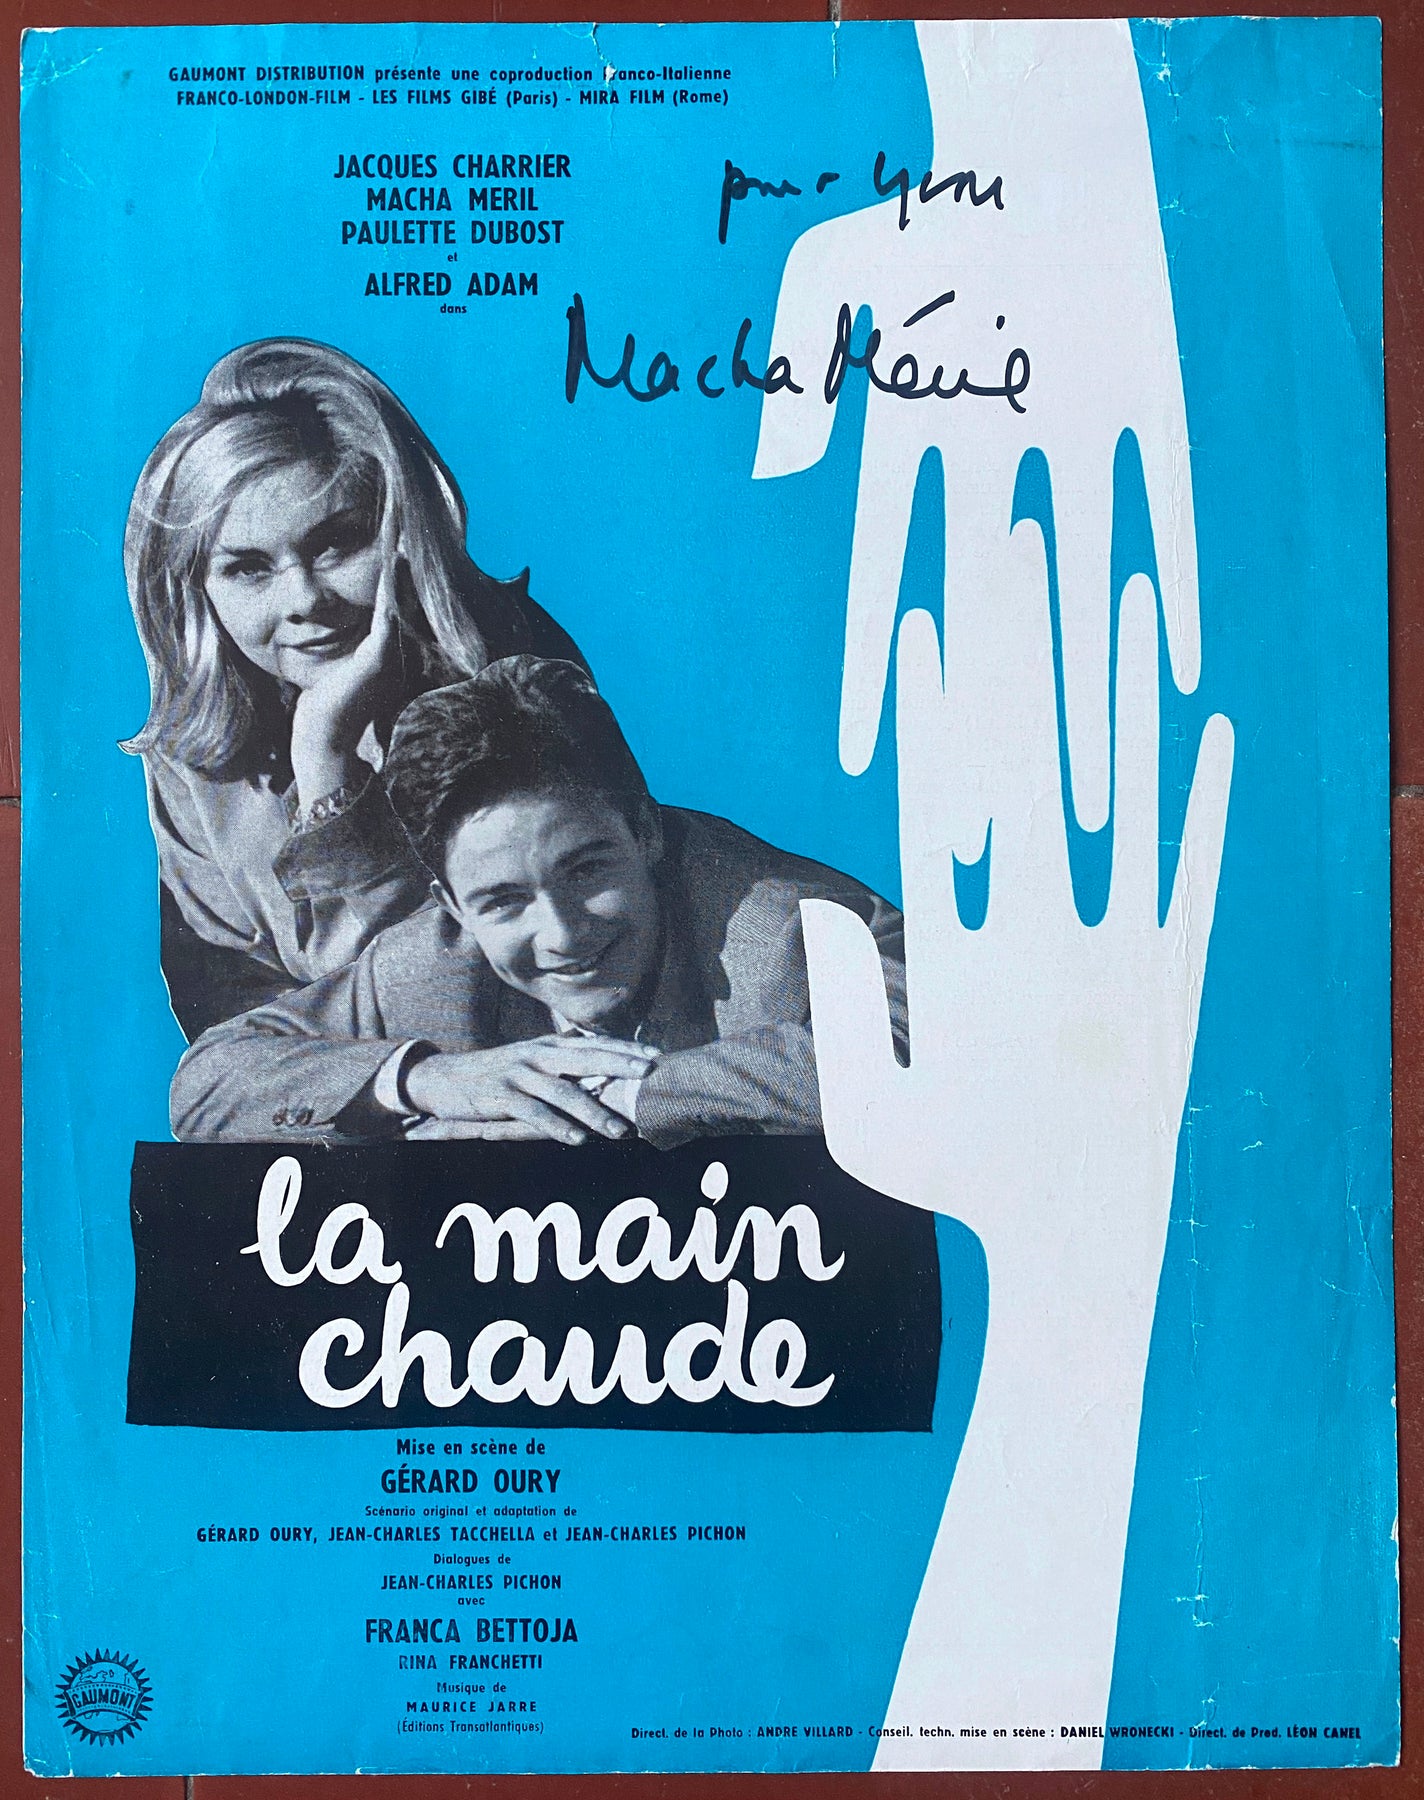 GAUMONT DISTRIBUTION présente une coproduction Franco-Italienne
FRANCO-LONDON-FILM - LES FILMS GIBÉ (Paris) - MIRA FILM (Rome)
JACQUES CHARRIER
MACHA MERIL
PAULETTE DUBOST
et
ALFRED ADAM
dans
pour
Macha Méril
la main
chaude
Mise en scène de
GÉRARD OURY
Scénario original et adaptation de
GÉRARD OURY, JEAN-CHARLES TACCHELLA et JEAN-CHARLES PICHON
Dialogues de
JEAN-CHARLES PICHON
avec
FRANCA BETTOJA
RINA FRANCHETTI
Musique de
MAURICE JARRE
(Éditions Transatlantiques)
GAUMONT
Direct. de la Photo : ANDRE VILLARD - Conseil. techn. mise en scène : DANIEL WRONECKI - Direct. de Prod. LÉON CANEL